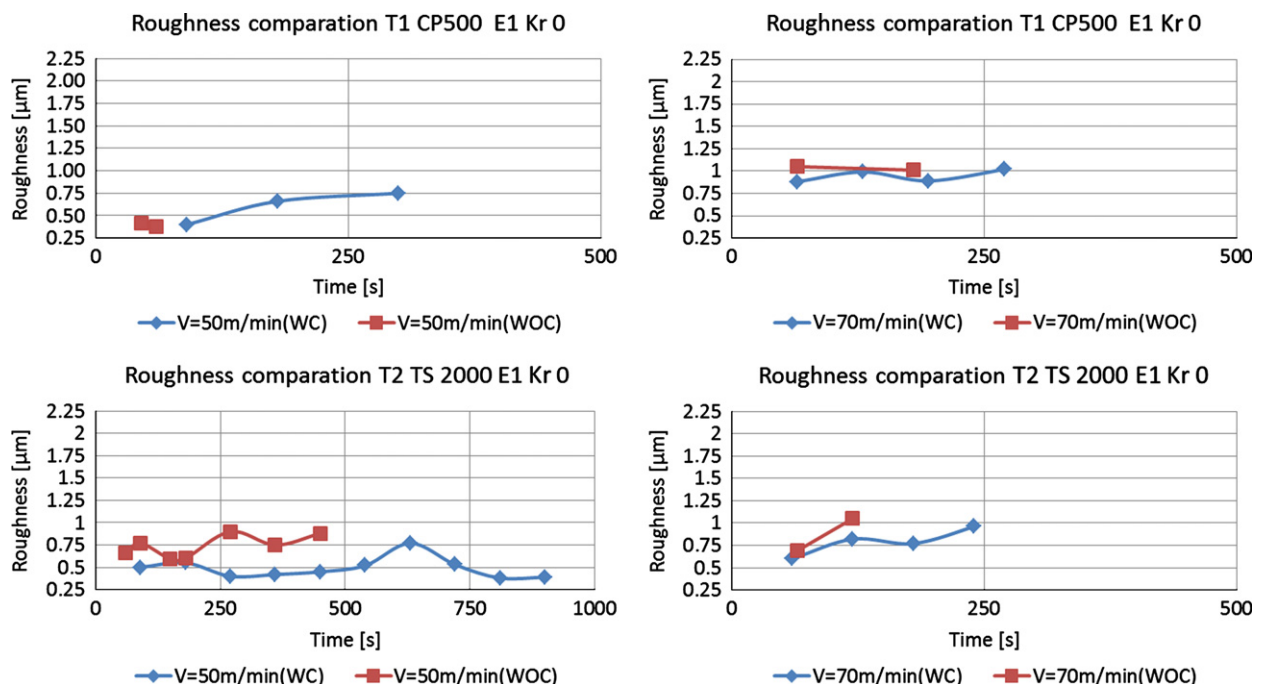 Roughness comparation T1 CP500 E1 Kr 0
Roughness [µm]
2.25
2.00
1.75
1.50
1.25
1.00
0.75
0.50
0.25
0 250 500
Time [s]
V=50m/min(WC) V=50m/min(WOC)
Roughness comparation T1 CP500 E1 Kr 0
Roughness [µm]
2.25
2
1.75
1.5
1.25
1
0.75
0.5
0.25
0 250 500
Time [s]
V=70m/min(WC) V=70m/min(WOC)
Roughness comparation T2 TS 2000 E1 Kr 0
Roughness [µm]
2.25
2
1.75
1.5
1.25
1
0.75
0.5
0.25
0 250 500 750 1000
Time [s]
V=50m/min(WC) V=50m/min(WOC)
Roughness comparation T2 TS 2000 E1 Kr 0
Roughness [µm]
2.25
2
1.75
1.5
1.25
1
0.75
0.5
0.25
0 250 500
Time [s]
V=70m/min(WC) V=70m/min(WOC)